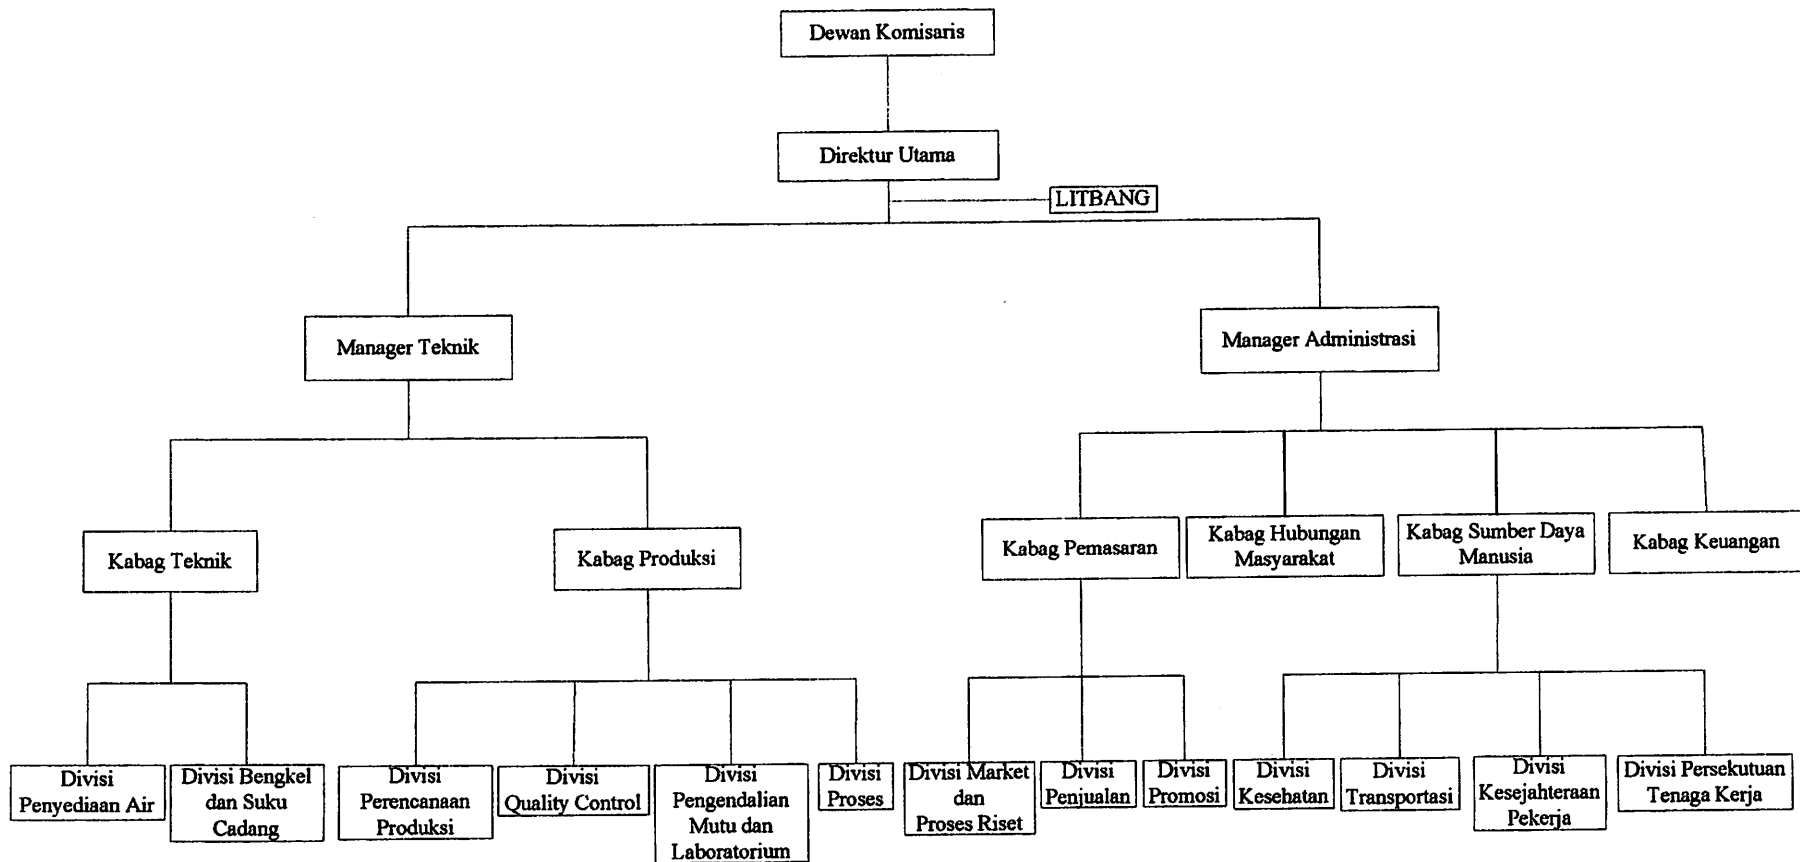 Dewan Komisaris
Direktur Utama
LITBANG
Manager Teknik
Manager Administrasi
Kabag Teknik
Kabag Produksi
Kabag Pemasaran
Kabag Hubungan
Masyarakat
Kabag Sumber Daya
Manusia
Kabag Keuangan
Divisi
Penyediaan Air
Divisi Bengkel
dan Suku
Cadang
Divisi
Perencanaan
Produksi
Divisi
Quality Control
Divisi
Pengendalian
Mutu dan
Laboratorium
Divisi
Proses
Divisi Market
dan
Proses Riset
Divisi
Penjualan
Divisi
Promosi
Divisi
Kesehatan
Divisi
Transportasi
Divisi
Kesejahteraan
Pekerja
Divisi Persekutuan
Tenaga Kerja